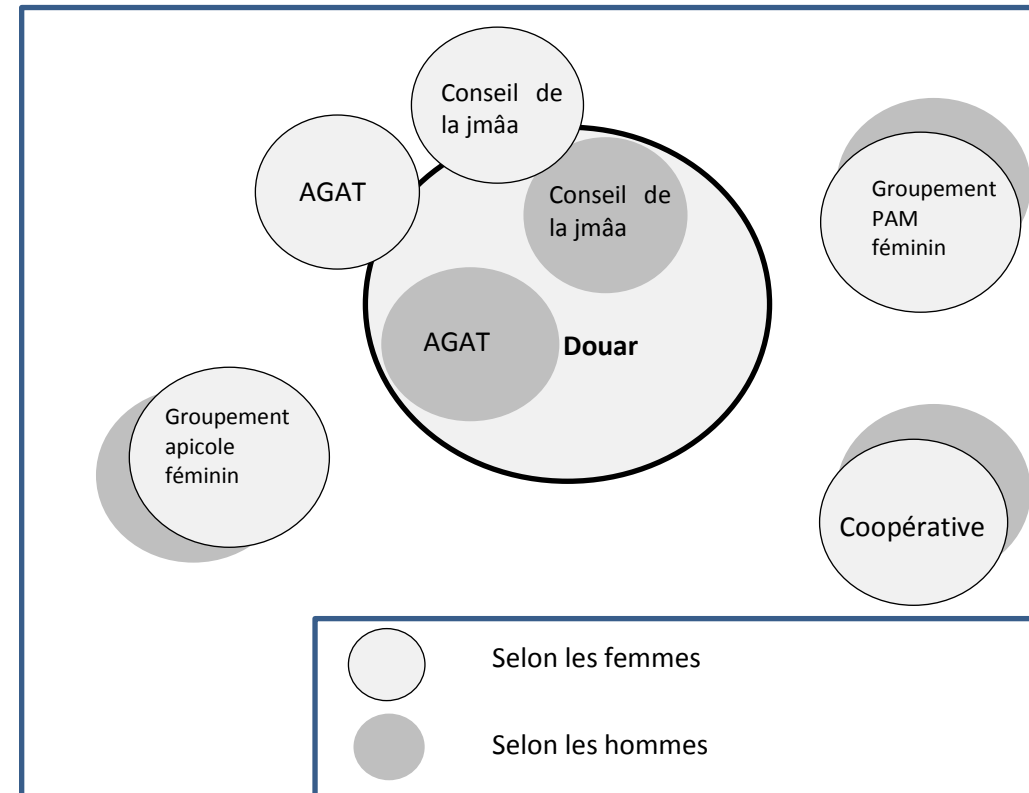 Conseil de
la jmâa
AGAT
Conseil de
la jmâa
Groupement
PAM
féminin
AGAT
Douar
Groupement
apicole
féminin
Coopérative
Selon les femmes
Selon les hommes